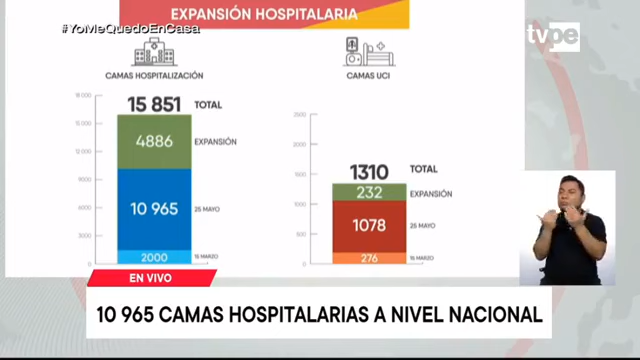 EXPANSIÓN HOSPITALARIA
#YoMeQuedoEnCasa
tvpe
CAMAS HOSPITALIZACIÓN
18 000
15 000
12 000
9000
6000
3000
0
15 851 TOTAL
4886 EXPANSIÓN
10 965 25 MAYO
2000 15 MARZO
CAMAS UCI
2500
2000
1500
1000
500
0
1310 TOTAL
232 EXPANSIÓN
1078 25 MAYO
276 15 MARZO
EN VIVO
10 965 CAMAS HOSPITALARIAS A NIVEL NACIONAL